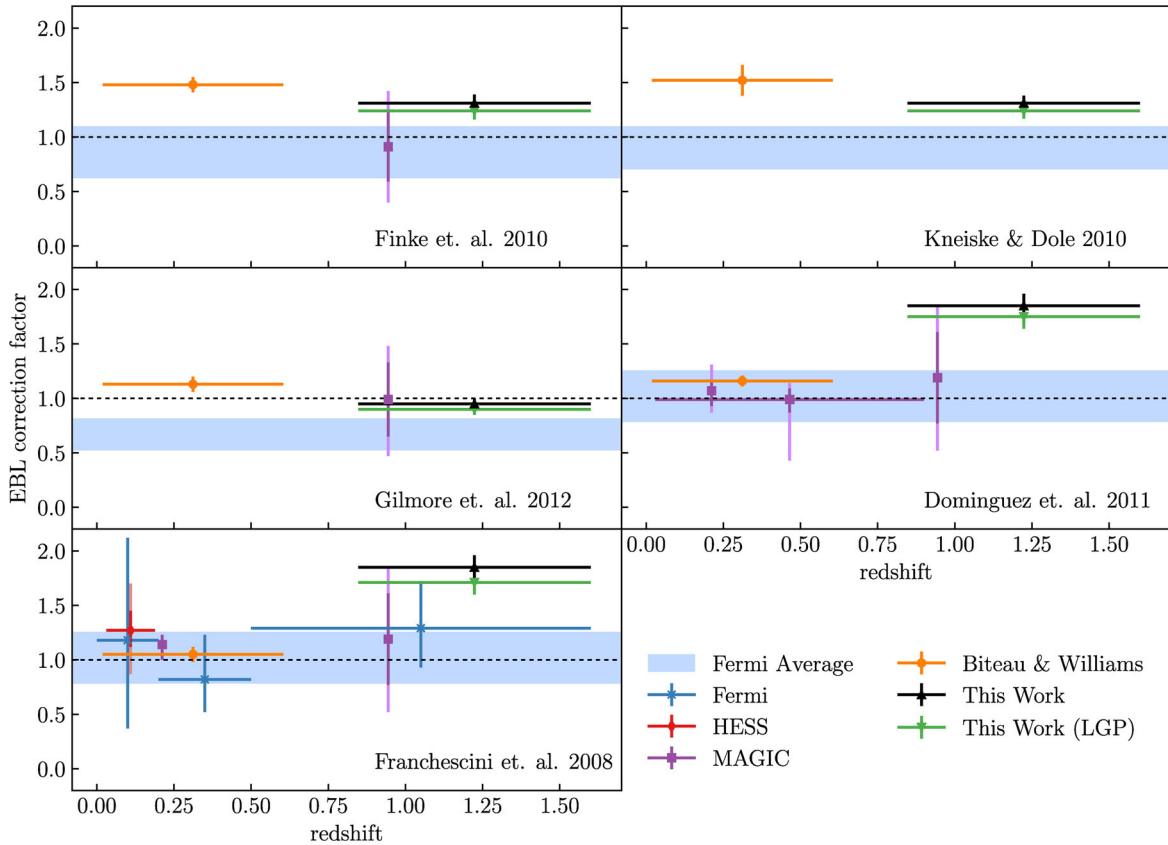 2.0
1.5
1.0
0.5
0.0
Finke et. al. 2010
Kneiske & Dole 2010
EBL correction factor
2.0
1.5
1.0
0.5
0.0
Gilmore et. al. 2012
Dominguez et. al. 2011
0.00 0.25 0.50 0.75 1.00 1.25 1.50
redshift
2.0
1.5
1.0
0.5
0.0
Franchescini et. al. 2008
0.00 0.25 0.50 0.75 1.00 1.25 1.50
redshift
Fermi Average
Fermi
HESS
MAGIC
Biteau & Williams
This Work
This Work (LGP)